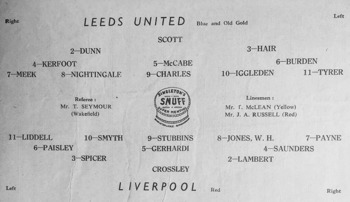 Right LEEDS UNITED Blue and Old Gold Left
SCOTT
2—DUNN 3—HAIR
4—KERFOOT 5—McCABE 6—BURDEN
7—MEEK 8—NIGHTINGALE 9—CHARLES 10—IGGLEDEN 11—TYRER
Referee : Linesmen :
Mr. T. SEYMOUR Mr. T. McLEAN (Yellow)
(Wakefield) Mr. J. A. RUSSELL (Red)
SINGLETON'S
SNUFF
11—LIDDELL 10—SMYTH 9—STUBBINS 8—JONES, W. H. 7—PAYNE
6—PAISLEY 5—GERHARDI 4—SAUNDERS
3—SPICER 2—LAMBERT
CROSSLEY
Left LIVERPOOL Red Right